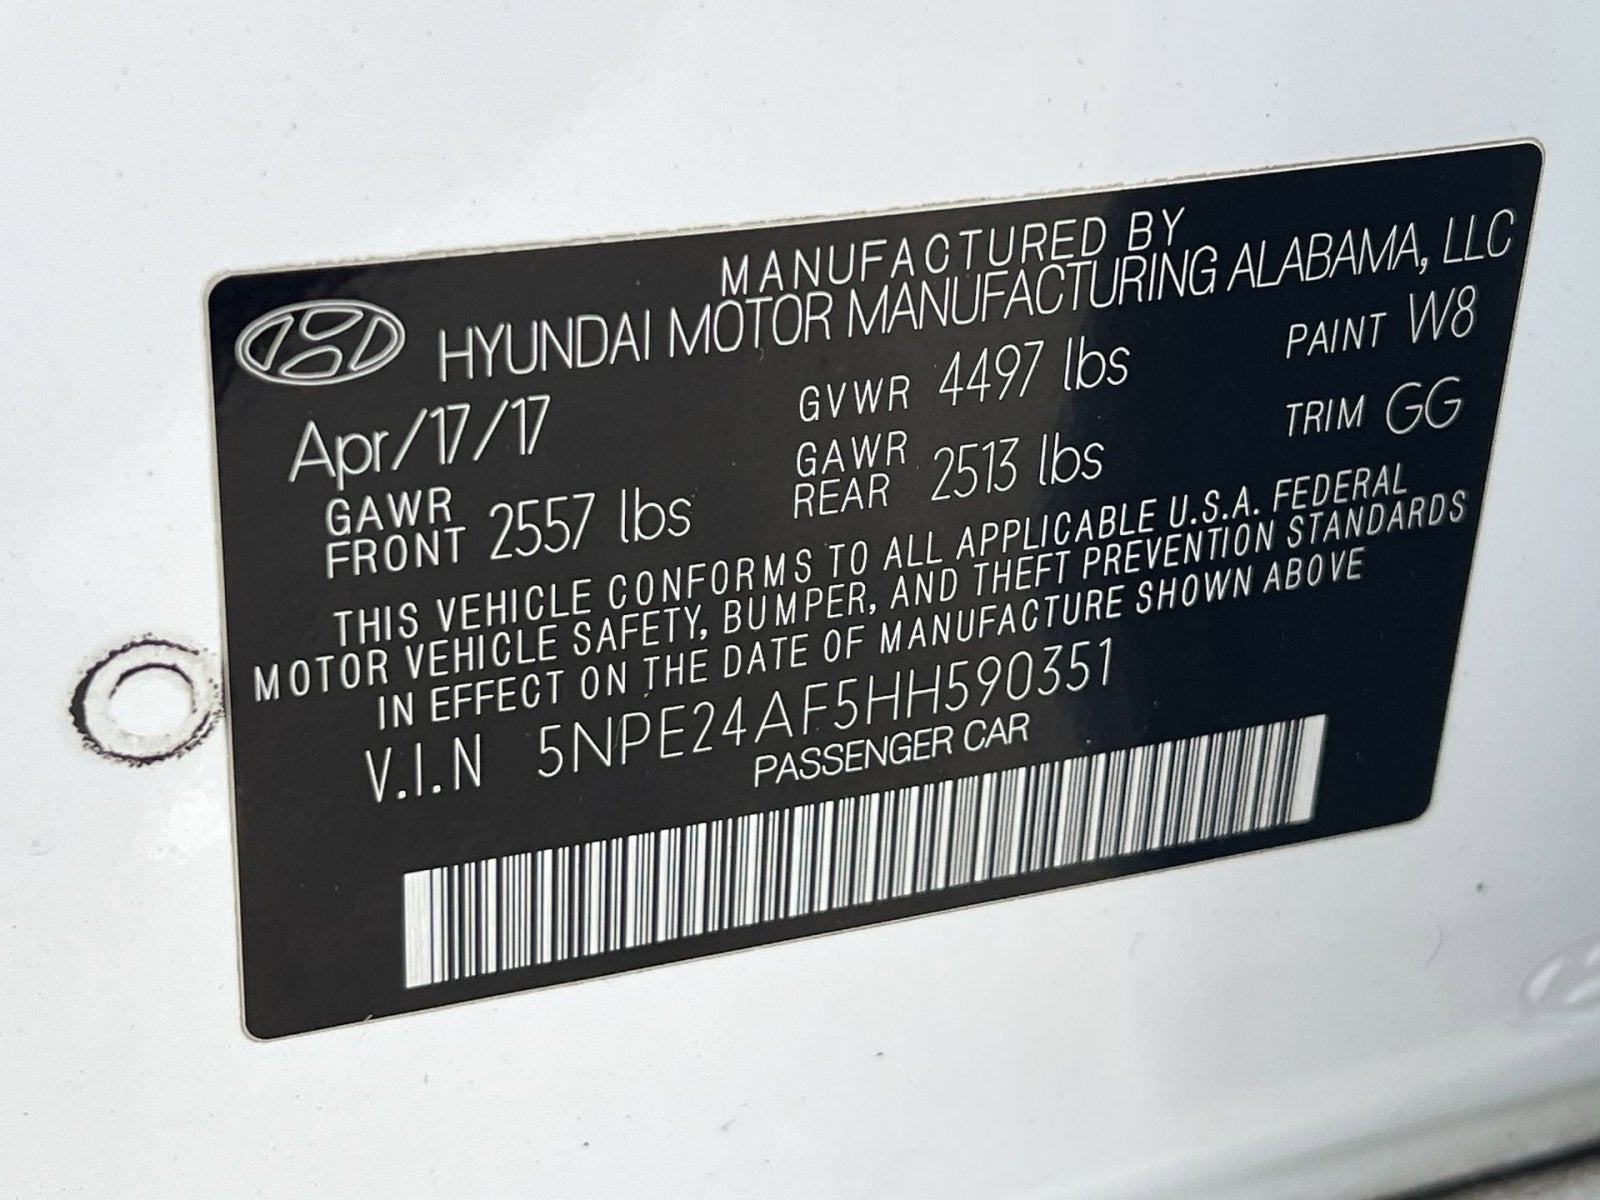 MANUFACTURED BY
HYUNDAI MOTOR MANUFACTURING ALABAMA, LLC
Apr/17/17 GVWR 4497 lbs PAINT W8
GAWR FRONT 2557 lbs GAWR REAR 2513 lbs TRIM GG
THIS VEHICLE CONFORMS TO ALL APPLICABLE U.S.A. FEDERAL
MOTOR VEHICLE SAFETY, BUMPER, AND THEFT PREVENTION STANDARDS
IN EFFECT ON THE DATE OF MANUFACTURE SHOWN ABOVE
V.I.N 5NPE24AF5HH590351
PASSENGER CAR